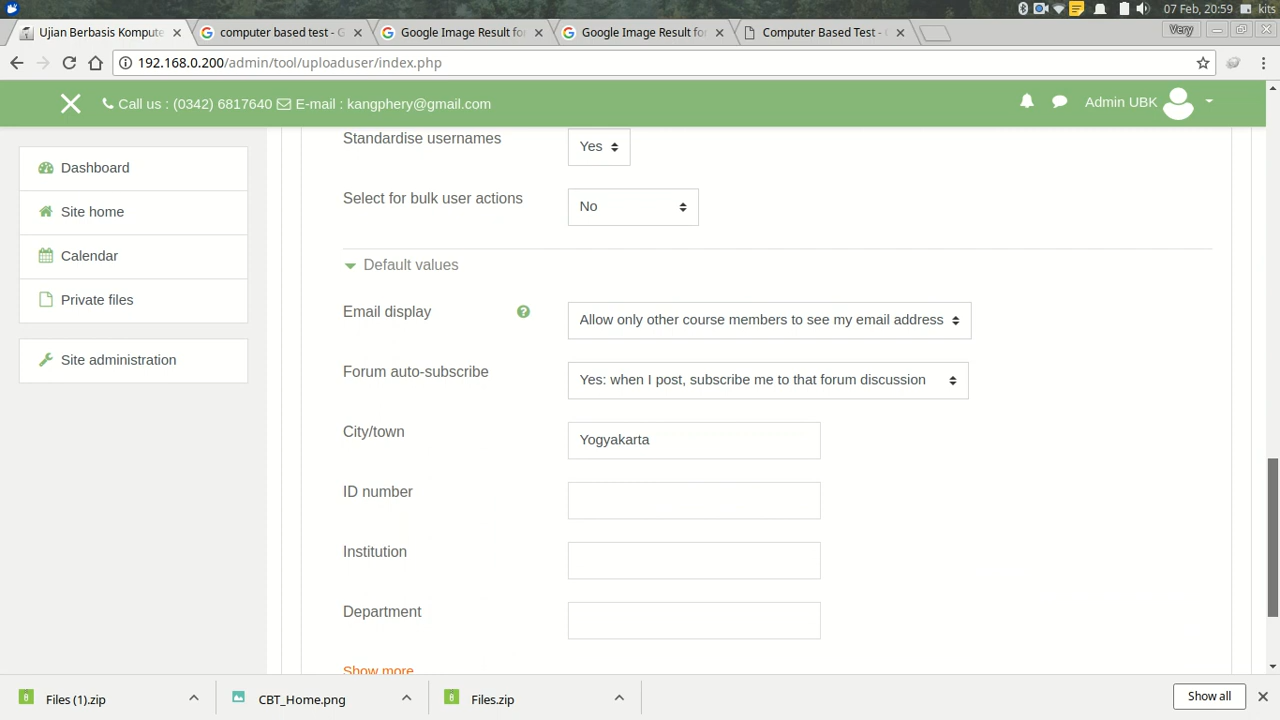 07 Feb, 20:59 kits
Ujian Berbasis Kompute
computer based test - G
Google Image Result for
Google Image Result for
Computer Based Test -
Very
192.168.0.200/admin/tool/uploaduser/index.php
Call us : (0342) 6817640 E-mail : kangphery@gmail.com
Admin UBK
Dashboard
Site home
Calendar
Private files
Site administration
Standardise usernames
Yes
Select for bulk user actions
No
Default values
Email display
Allow only other course members to see my email address
Forum auto-subscribe
Yes: when I post, subscribe me to that forum discussion
City/town
Yogyakarta
ID number
Institution
Department
Show more
Files (1).zip
CBT_Home.png
Files.zip
Show all